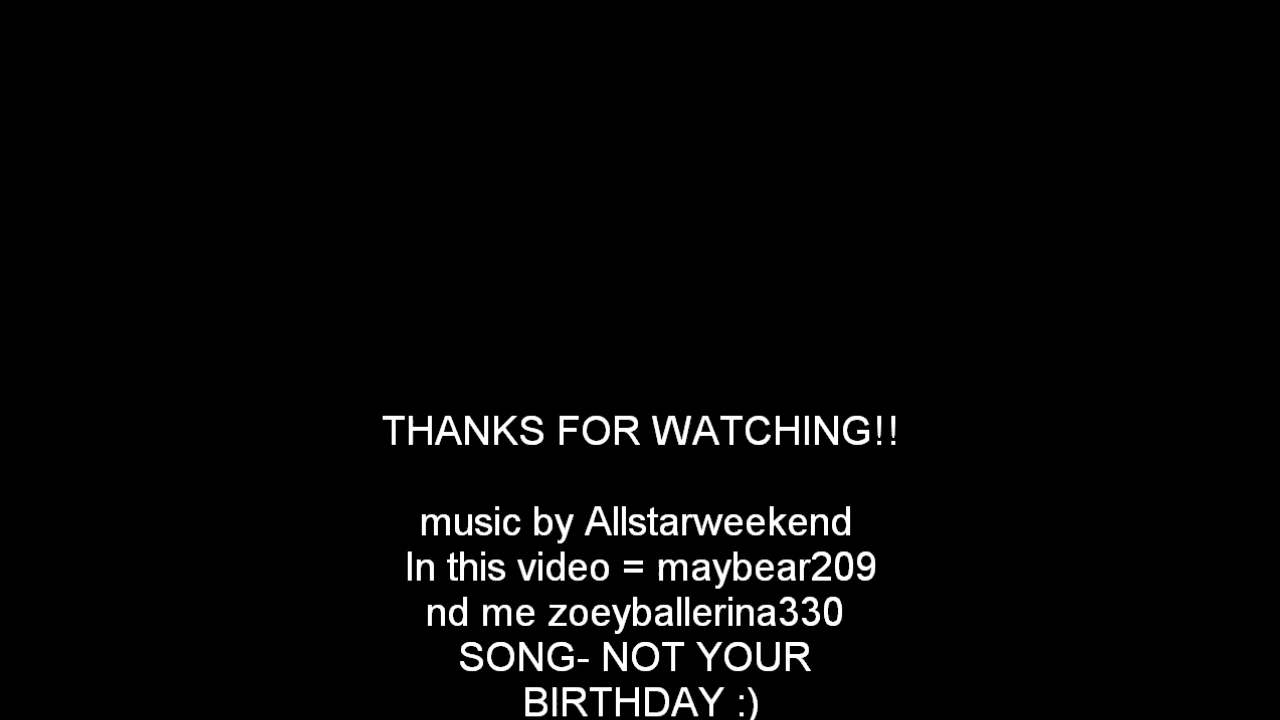 THANKS FOR WATCHING!!
music by Allstarweekend
In this video = maybear209
nd me zoeyballerina330
SONG- NOT YOUR
BIRTHDAY :)